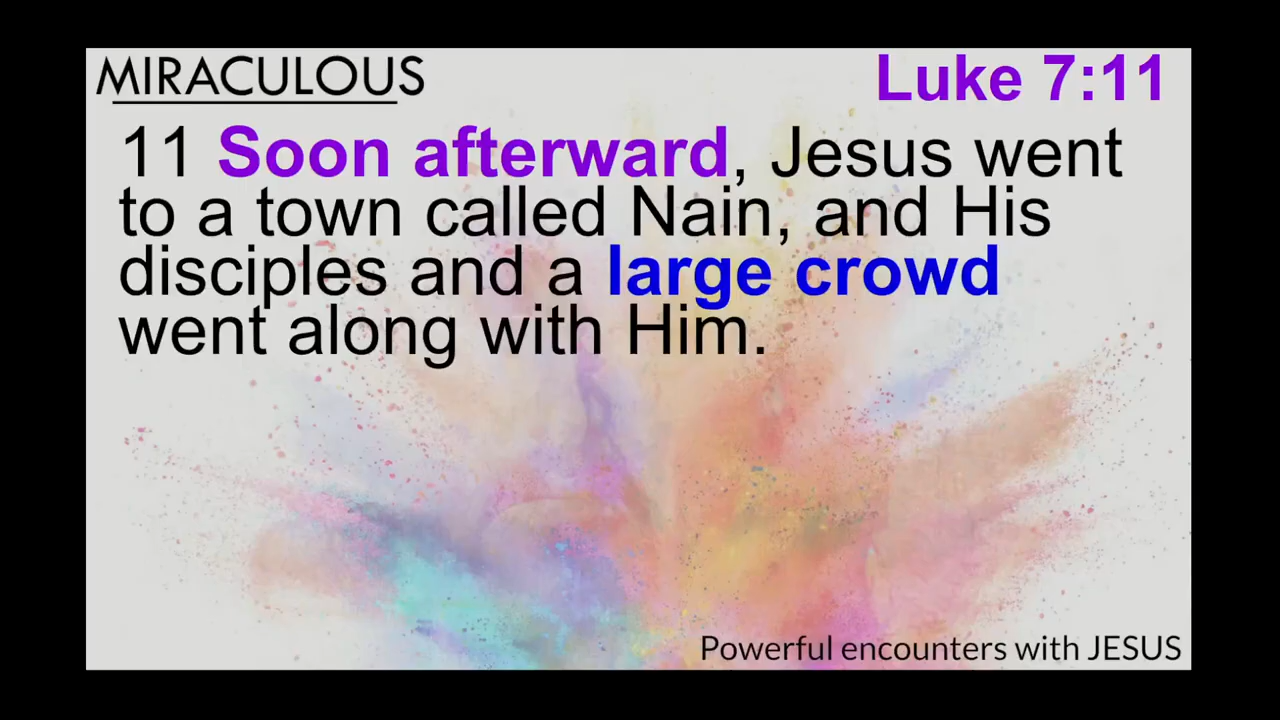 MIRACULOUS
Luke 7:11
11 Soon afterward, Jesus went
to a town called Nain, and His
disciples and a large crowd
went along with Him.
Powerful encounters with JESUS